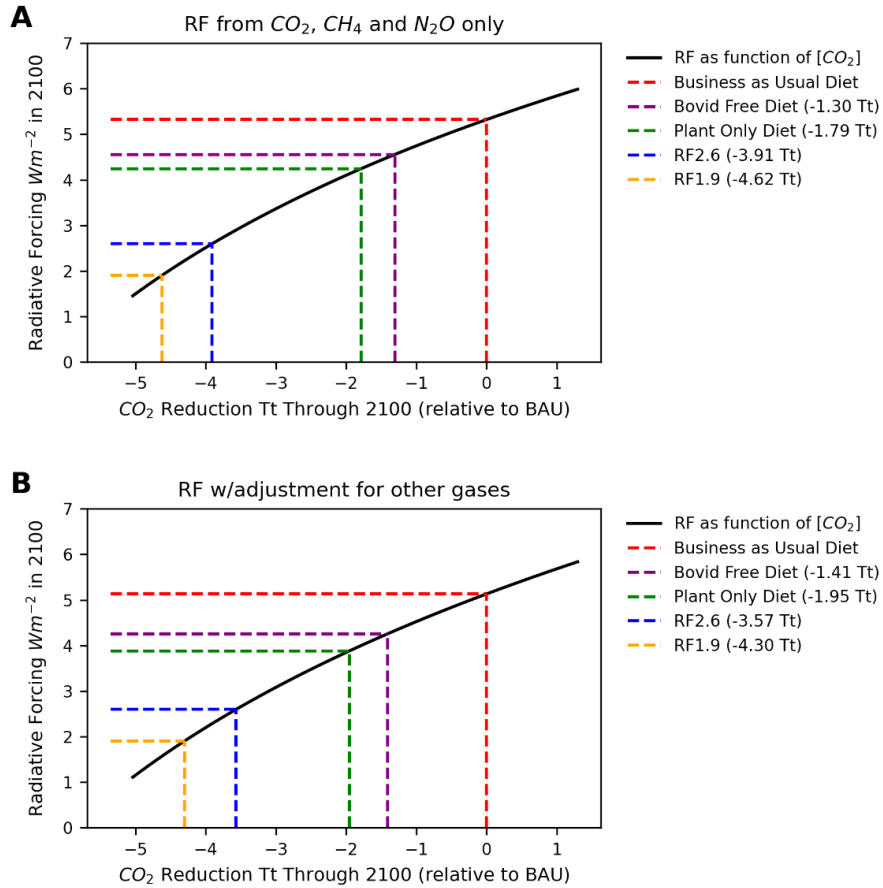 A
RF from CO₂, CH₄ and N₂O only
Radiative Forcing Wm⁻² in 2100
7
6
5
4
3
2
1
0
−5
−4
−3
−2
−1
0
1
CO₂ Reduction Tt Through 2100 (relative to BAU)
RF as function of [CO₂]
Business as Usual Diet
Bovid Free Diet (-1.30 Tt)
Plant Only Diet (-1.79 Tt)
RF2.6 (-3.91 Tt)
RF1.9 (-4.62 Tt)
B
RF w/adjustment for other gases
Radiative Forcing Wm⁻² in 2100
7
6
5
4
3
2
1
0
−5
−4
−3
−2
−1
0
1
CO₂ Reduction Tt Through 2100 (relative to BAU)
RF as function of [CO₂]
Business as Usual Diet
Bovid Free Diet (-1.41 Tt)
Plant Only Diet (-1.95 Tt)
RF2.6 (-3.57 Tt)
RF1.9 (-4.30 Tt)